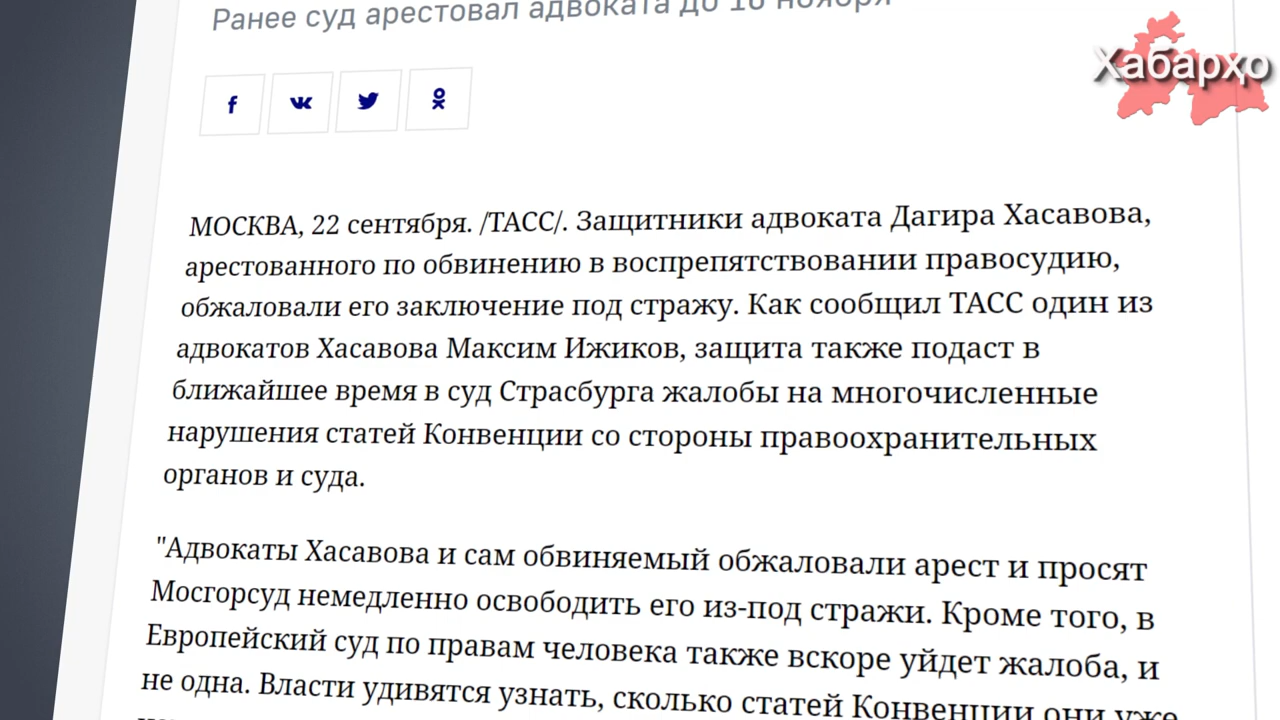 Ранее суд арестовал адвоката до 16 ноября
Хабарҳо
МОСКВА, 22 сентября. /ТАСС/. Защитники адвоката Дагира Хасавова,
арестованного по обвинению в воспрепятствовании правосудию,
обжаловали его заключение под стражу. Как сообщил ТАСС один из
адвокатов Хасавова Максим Ижиков, защита также подаст в
ближайшее время в суд Страсбурга жалобы на многочисленные
нарушения статей Конвенции со стороны правоохранительных
органов и суда.
"Адвокаты Хасавова и сам обвиняемый обжаловали арест и просят
Мосгорсуд немедленно освободить его из-под стражи. Кроме того, в
Европейский суд по правам человека также вскоре уйдет жалоба, и
не одна. Власти удивятся узнать, сколько статей Конвенции они уже